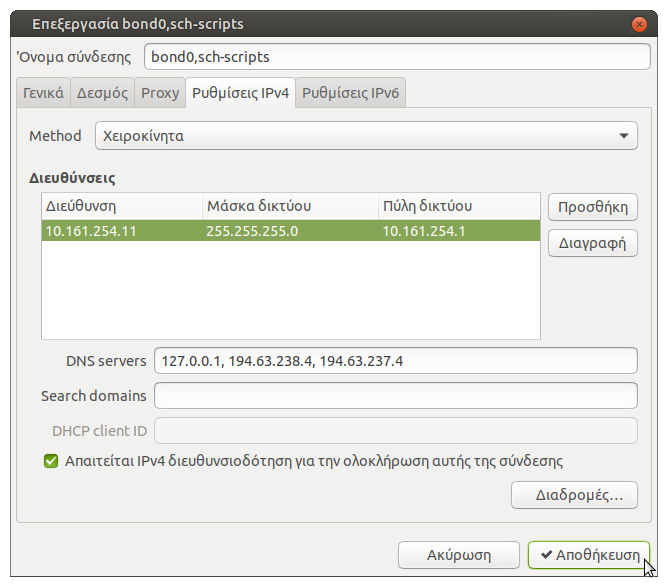 Επεξεργασία bond0,sch-scripts
Όνομα σύνδεσης bond0,sch-scripts
Γενικά Δεσμός Proxy Ρυθμίσεις IPv4 Ρυθμίσεις IPv6
Method Χειροκίνητα
Διευθύνσεις
Διεύθυνση Μάσκα δικτύου Πύλη δικτύου Προσθήκη
10.161.254.11 255.255.255.0 10.161.254.1
Διαγραφή
DNS servers 127.0.0.1, 194.63.238.4, 194.63.237.4
Search domains
DHCP client ID
Απαιτείται IPv4 διευθυνσιοδότηση για την ολοκλήρωση αυτής της σύνδεσης
Διαδρομές...
Ακύρωση Αποθήκευση